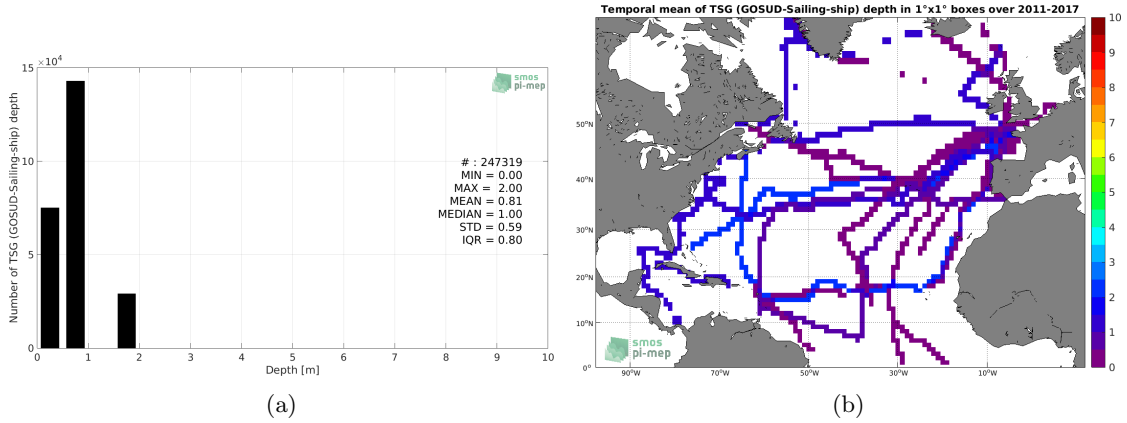 Temporal mean of TSG (GOSUD-Sailing-ship) depth in 1°x1° boxes over 2011-2017
×10⁴
15
10
5
0
Number of TSG (GOSUD-Sailing-ship) depth
smos
pi-mep
# : 247319
MIN = 0.00
MAX = 2.00
MEAN = 0.81
MEDIAN = 1.00
STD = 0.59
IQR = 0.80
0 1 2 3 4 5 6 7 8 9 10
Depth [m]
(a)
50°N
40°N
30°N
20°N
10°N
0°
90°W 70°W 50°W 30°W 10°W
smos
pi-mep
10
9
8
7
6
5
4
3
2
1
0
(b)